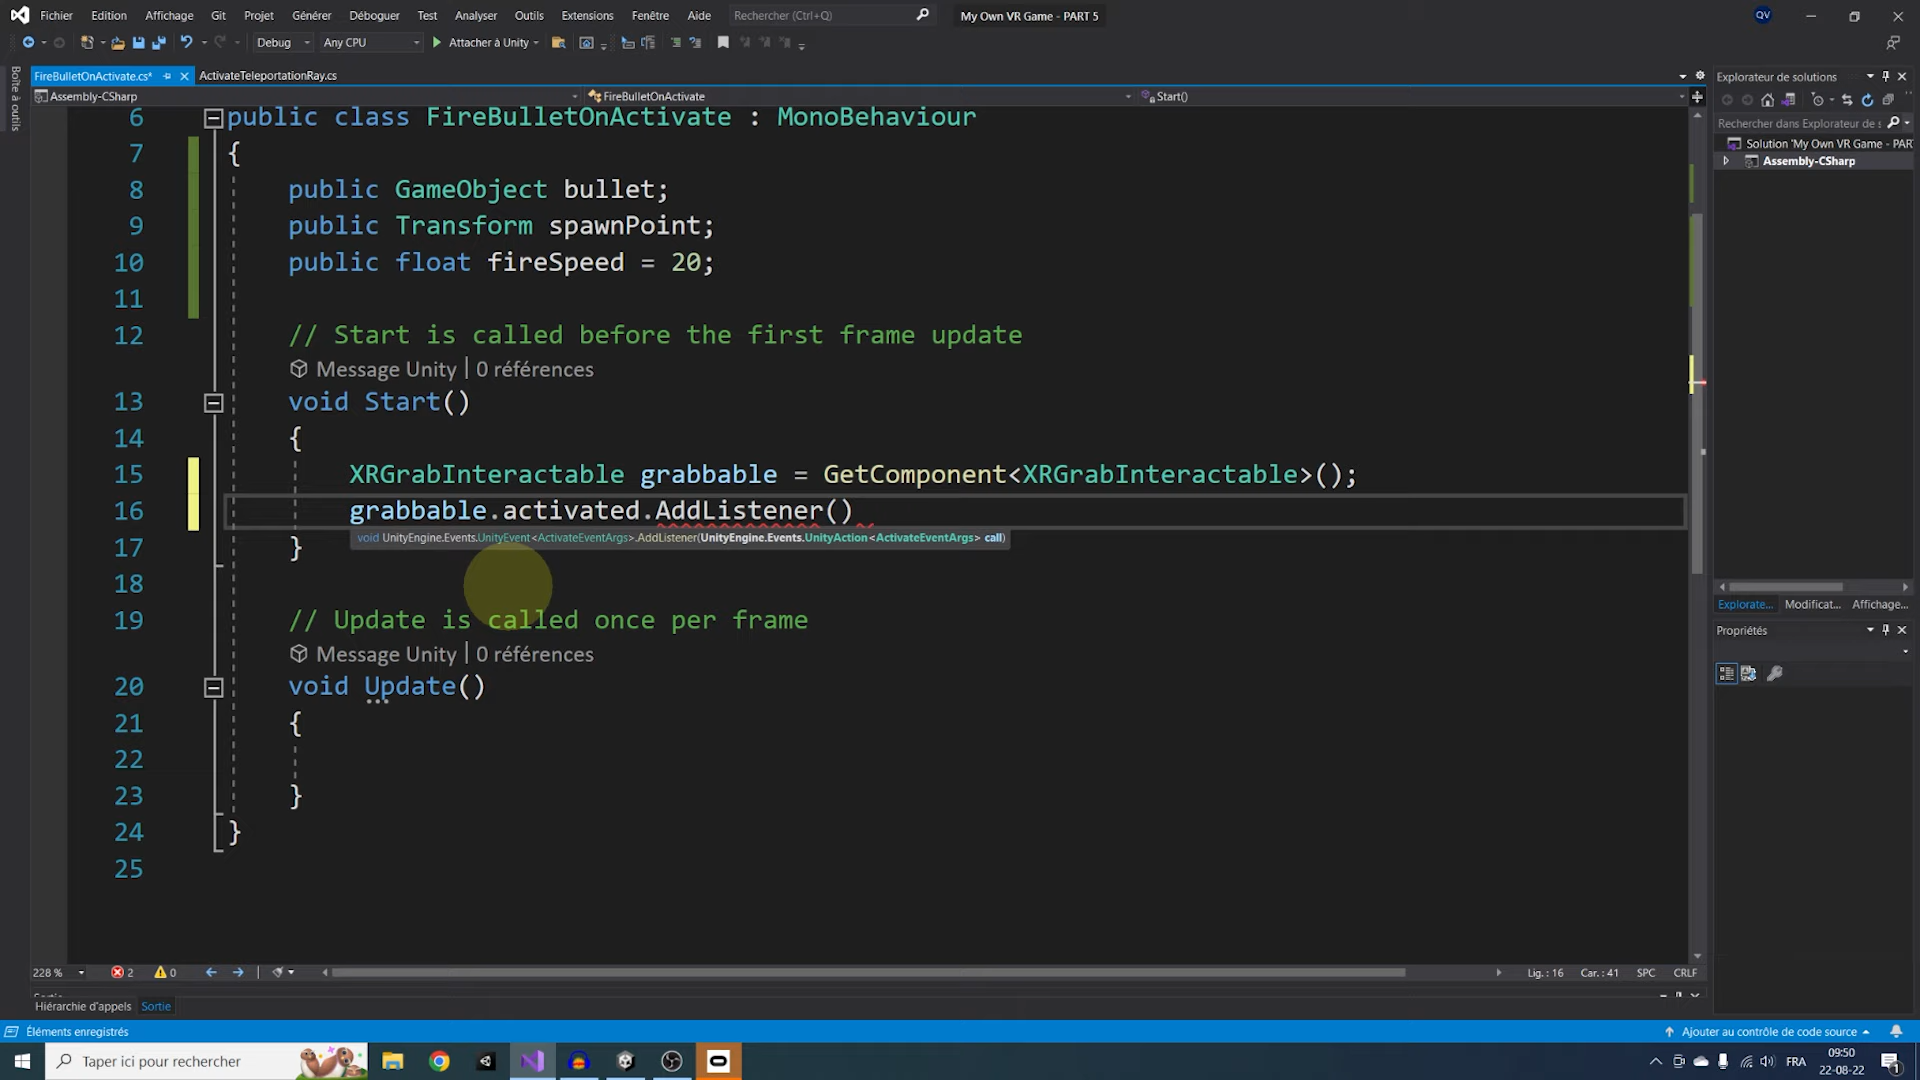 Fichier Edition Affichage Git Projet Générer Déboguer Test Analyser Outils Extensions Fenêtre Aide Rechercher (Ctrl+Q) My Own VR Game - PART 5 QV
Debug Any CPU Attacher à Unity
Boîte à outils
FireBulletOnActivate.cs* ActivateTeleportationRay.cs
Assembly-CSharp FireBulletOnActivate Start()
6 public class FireBulletOnActivate : MonoBehaviour
7 {
8 public GameObject bullet;
9 public Transform spawnPoint;
10 public float fireSpeed = 20;
11
12 // Start is called before the first frame update
Message Unity | 0 références
13 void Start()
14 {
15 XRGrabInteractable grabbable = GetComponent<XRGrabInteractable>();
16 grabbable.activated.AddListener()
void UnityEngine.Events.UnityEvent<ActivateEventArgs>.AddListener(UnityEngine.Events.UnityAction<ActivateEventArgs> call)
17 }
18
19 // Update is called once per frame
Message Unity | 0 références
20 void Update()
21 {
22
23 }
24 }
25
228 % 2 0 Lig. : 16 Car. : 41 SPC CRLF
Hiérarchie d'appels Sortie
Éléments enregistrés Ajouter au contrôle de code source
Explorateur de solutions
Rechercher dans Explorateur de s
Solution 'My Own VR Game - PAR
Assembly-CSharp
Explorate... Modificat... Affichage...
Propriétés
Taper ici pour rechercher FRA 09:50
22-08-22 1